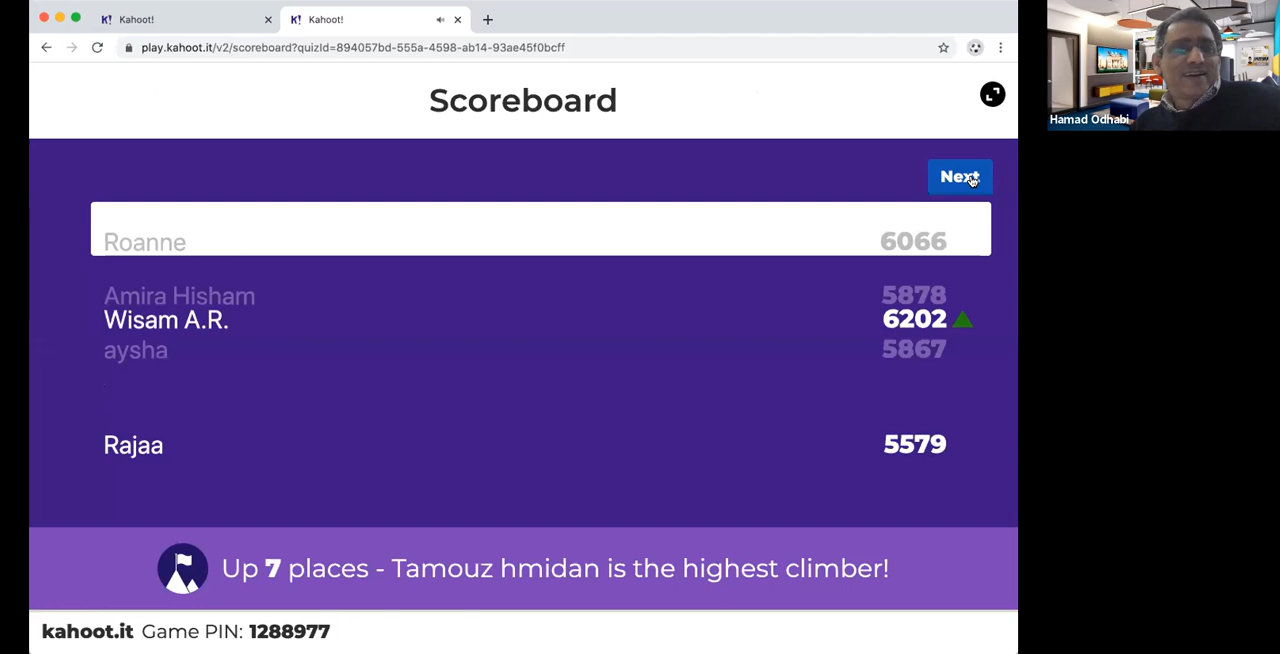 Kahoot!
Kahoot!
play.kahoot.it/v2/scoreboard?quizId=894057bd-555a-4598-ab14-93ae45f0bcff
Scoreboard
Hamad Odhabi
Next
Roanne 6066
Amira Hisham 5878
Wisam A.R. 6202
aysha 5867
Rajaa 5579
Up 7 places - Tamouz hmidan is the highest climber!
kahoot.it Game PIN: 1288977